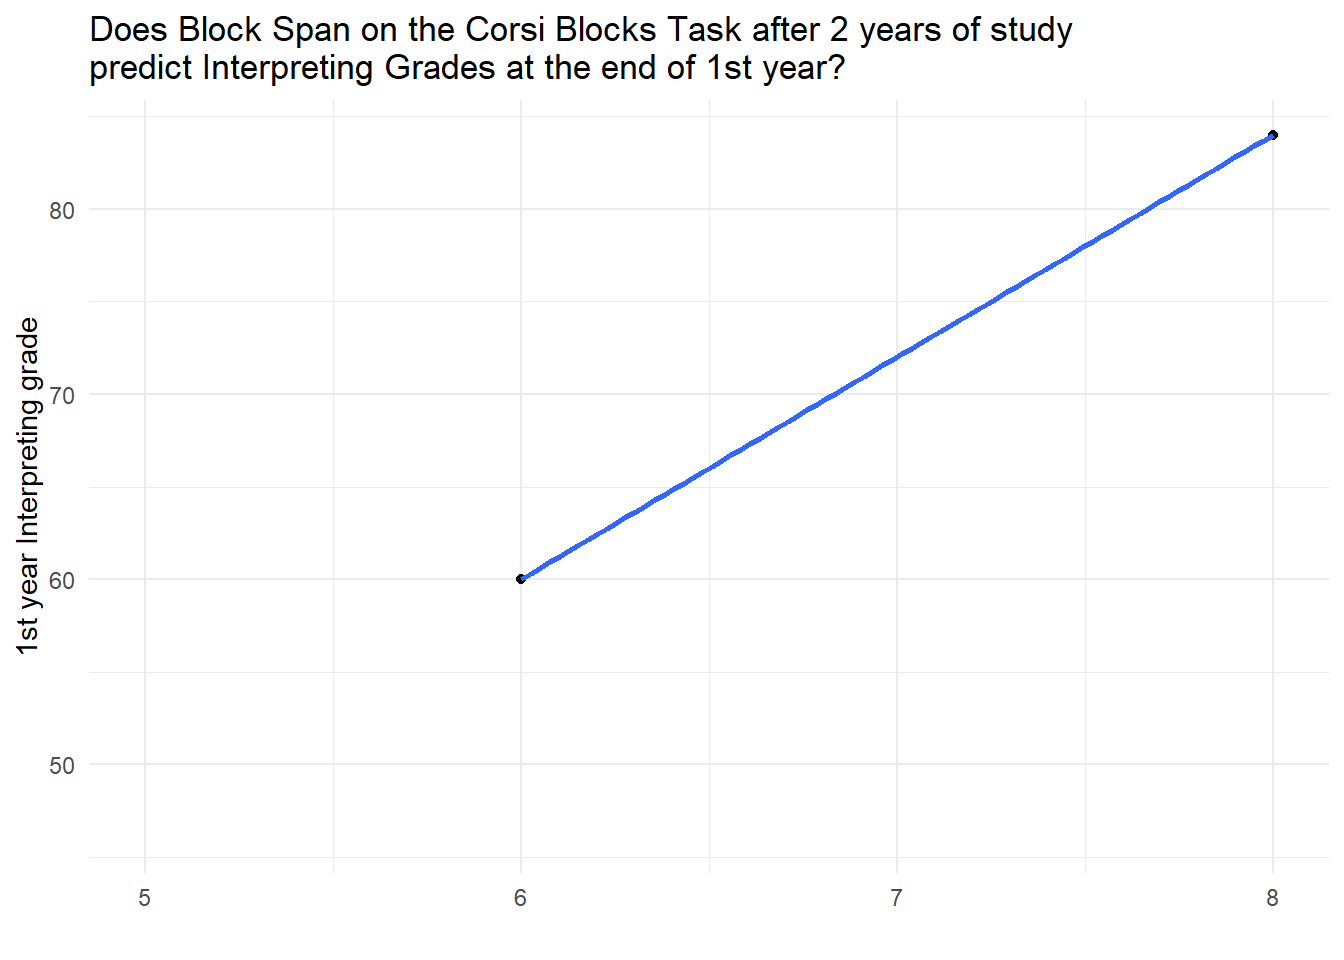 Does Block Span on the Corsi Blocks Task after 2 years of study
predict Interpreting Grades at the end of 1st year?
1st year Interpreting grade
80
70
60
50
5
6
7
8